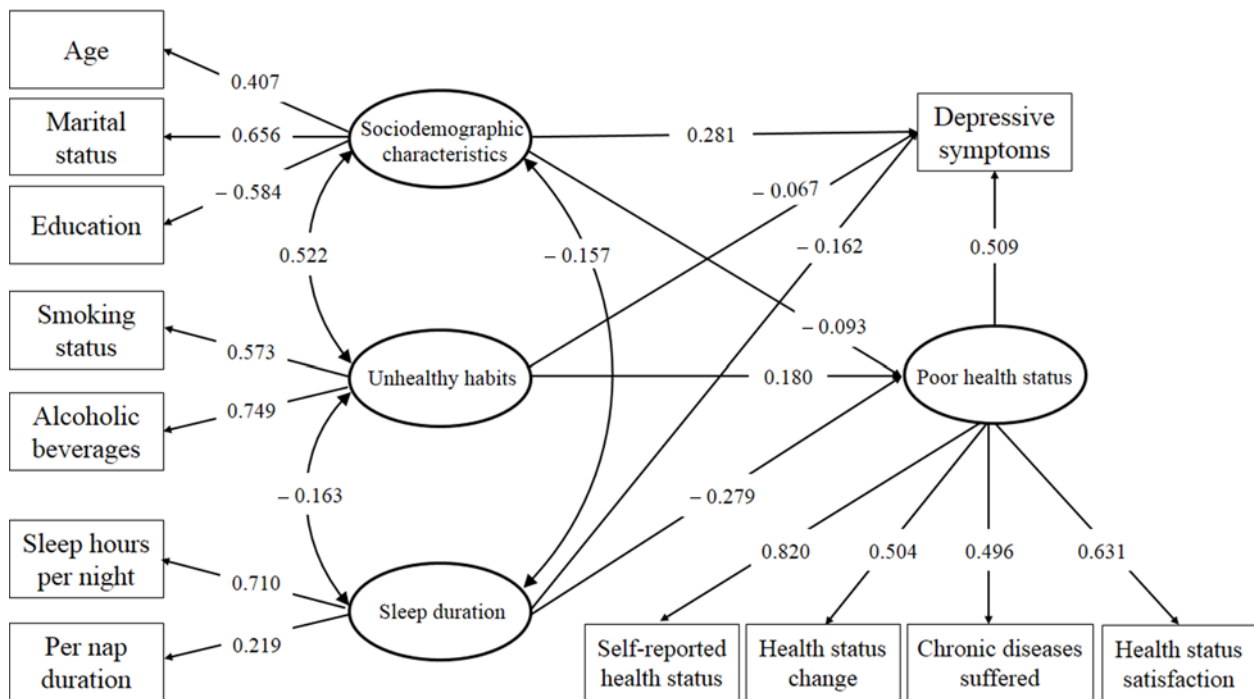 Age
0.407
Marital
status
0.656
Sociodemographic
characteristics
0.281
Depressive
symptoms
Education
– 0.584
– 0.067
0.522
– 0.157
– 0.162
0.509
Smoking
status
0.573
– 0.093
Unhealthy habits
0.180
Poor health status
Alcoholic
beverages
0.749
– 0.163
– 0.279
Sleep hours
per night
0.710
0.820
0.504
0.496
0.631
Sleep duration
Per nap
duration
0.219
Self-reported
health status
Health status
change
Chronic diseases
suffered
Health status
satisfaction